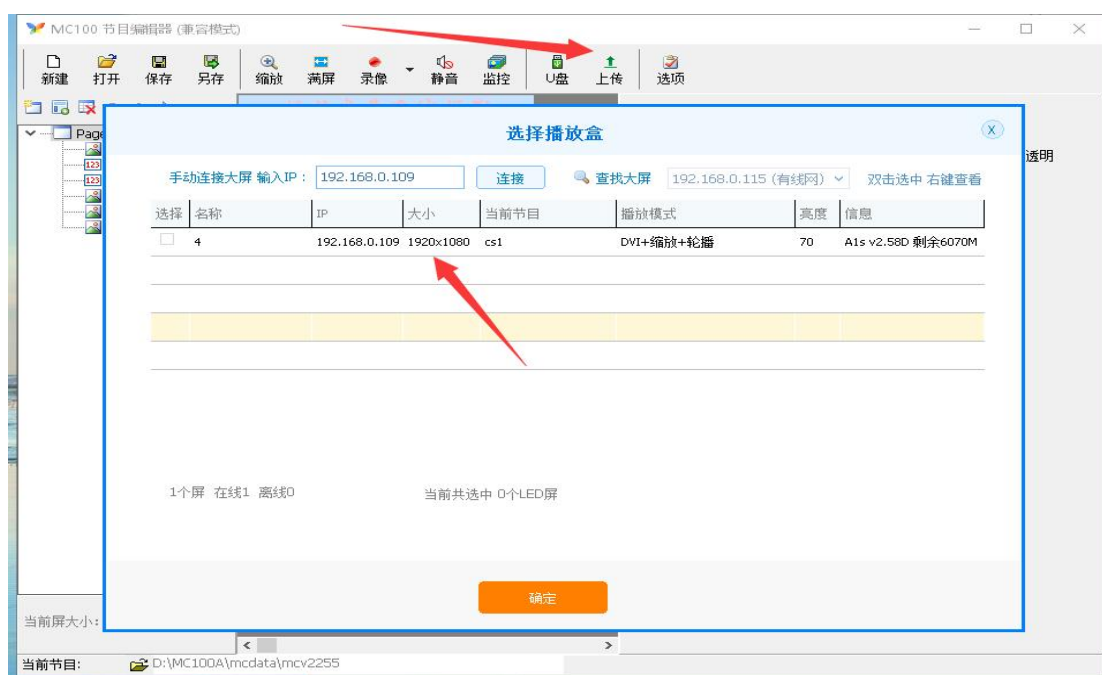 MC100 节目编辑器 (兼容模式)
新建 打开 保存 另存 缩放 满屏 录像 静音 监控 U盘 上传 选项
Page
选择播放盒
X
透明
123
123
手动连接大屏 输入IP： 192.168.0.109 连接 查找大屏 192.168.0.115 (有线网) 双击选中 右键查看
选择 名称 IP 大小 当前节目 播放模式 亮度 信息
4 192.168.0.109 1920x1080 cs1 DVI+缩放+轮播 70 A1s v2.58D 剩余6070M
1个屏 在线1 离线0 当前共选中 0个LED屏
确定
当前屏大小:
当前节目: D:\MC100A\mcdata\mcv2255